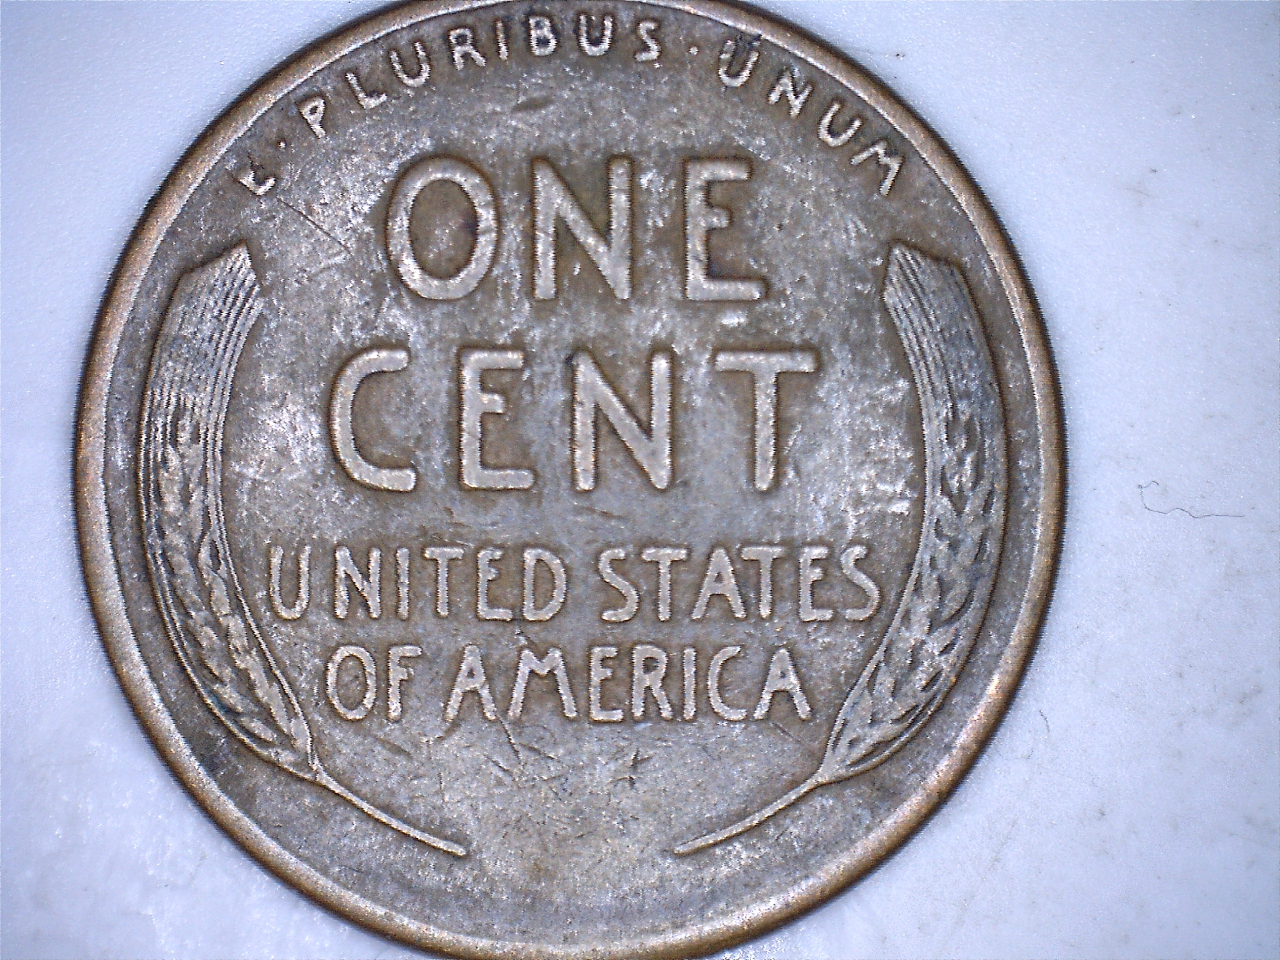 E · PLURIBUS · UNUM
ONE
CENT
UNITED STATES
OF AMERICA